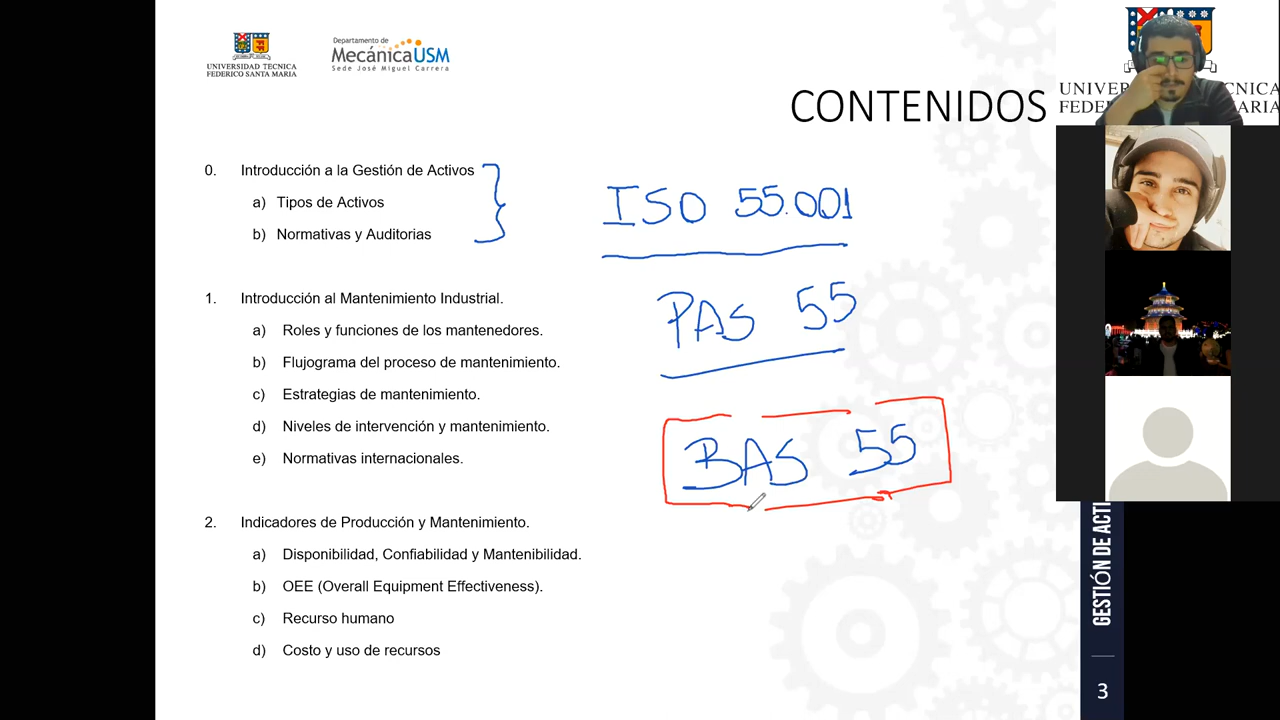 UNIVERSIDAD TECNICA
FEDERICO SANTA MARIA
Departamento de
MecánicaUSM
Sede José Miguel Carrera
CONTENIDOS
0. Introducción a la Gestión de Activos
a) Tipos de Activos
b) Normativas y Auditorias
1. Introducción al Mantenimiento Industrial.
a) Roles y funciones de los mantenedores.
b) Flujograma del proceso de mantenimiento.
c) Estrategias de mantenimiento.
d) Niveles de intervención y mantenimiento.
e) Normativas internacionales.
2. Indicadores de Producción y Mantenimiento.
a) Disponibilidad, Confiabilidad y Mantenibilidad.
b) OEE (Overall Equipment Effectiveness).
c) Recurso humano
d) Costo y uso de recursos
ISO 55.001
PAS 55
BAS 55
UNIVER CNICA
FEDE MARIA
GESTIÓN DE ACTI
3